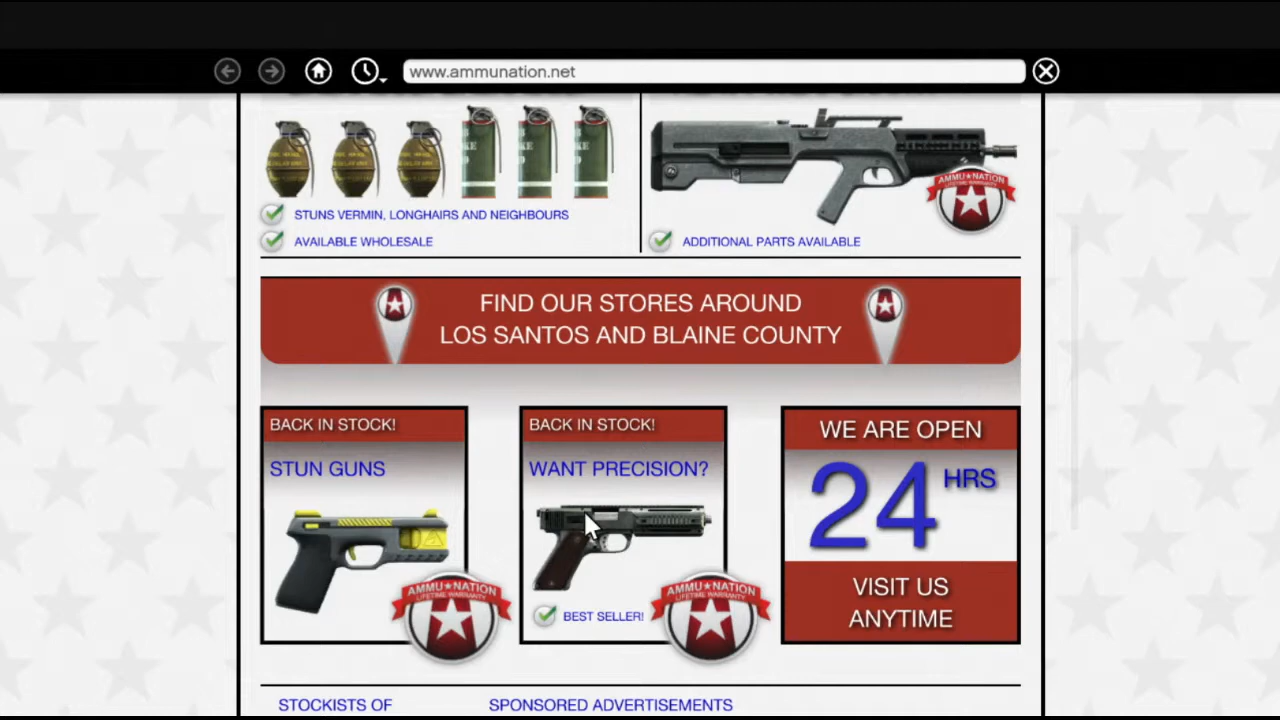 www.ammunation.net
STUNS VERMIN, LONGHAIRS AND NEIGHBOURS
AVAILABLE WHOLESALE
AMMU★NATION
LIFETIME WARRANTY
ADDITIONAL PARTS AVAILABLE
FIND OUR STORES AROUND
LOS SANTOS AND BLAINE COUNTY
BACK IN STOCK!
STUN GUNS
AMMU★NATION
LIFETIME WARRANTY
BACK IN STOCK!
WANT PRECISION?
BEST SELLER!
AMMU★NATION
LIFETIME WARRANTY
WE ARE OPEN
24 HRS
VISIT US
ANYTIME
STOCKISTS OF
SPONSORED ADVERTISEMENTS